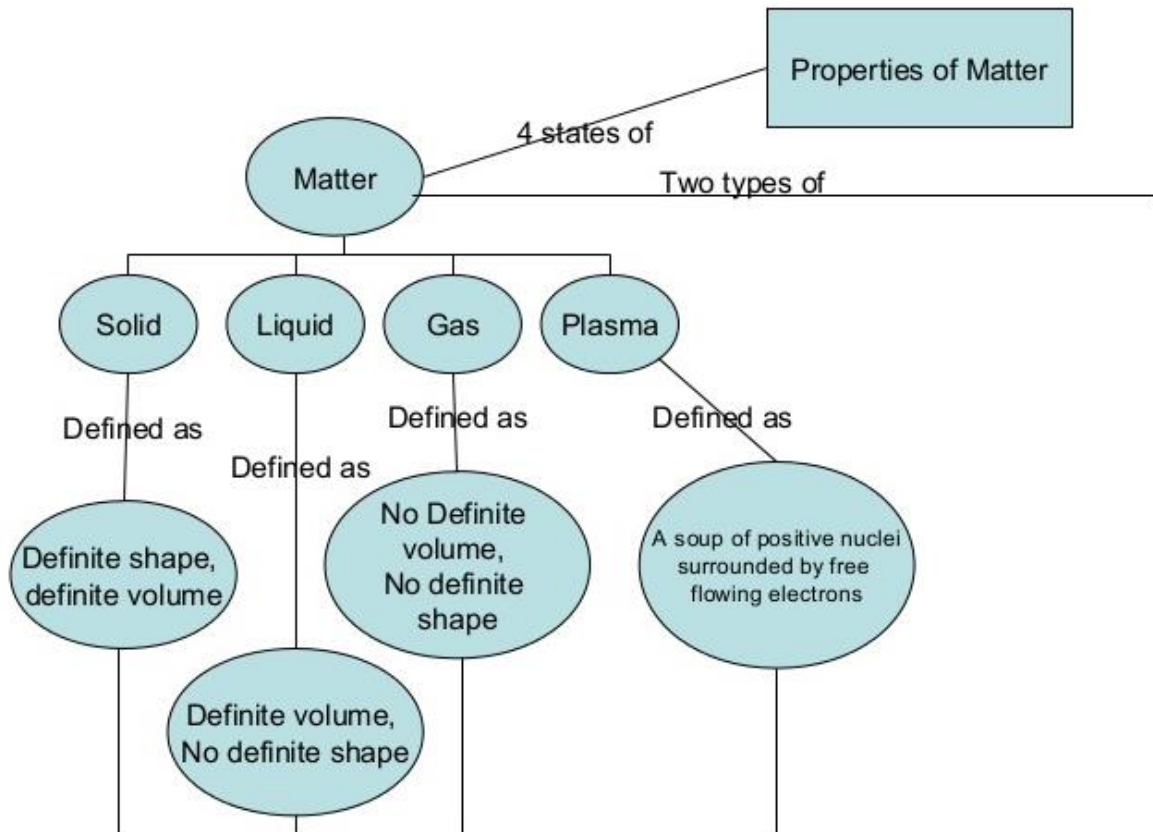 Properties of Matter
4 states of
Matter
Two types of
Solid
Liquid
Gas
Plasma
Defined as
Defined as
Defined as
Defined as
Definite shape,
definite volume
No Definite
volume,
No definite
shape
A soup of positive nuclei
surrounded by free
flowing electrons
Definite volume,
No definite shape